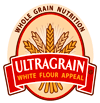 WHOLE GRAIN NUTRITION
ULTRAGRAIN
WHITE FLOUR APPEAL